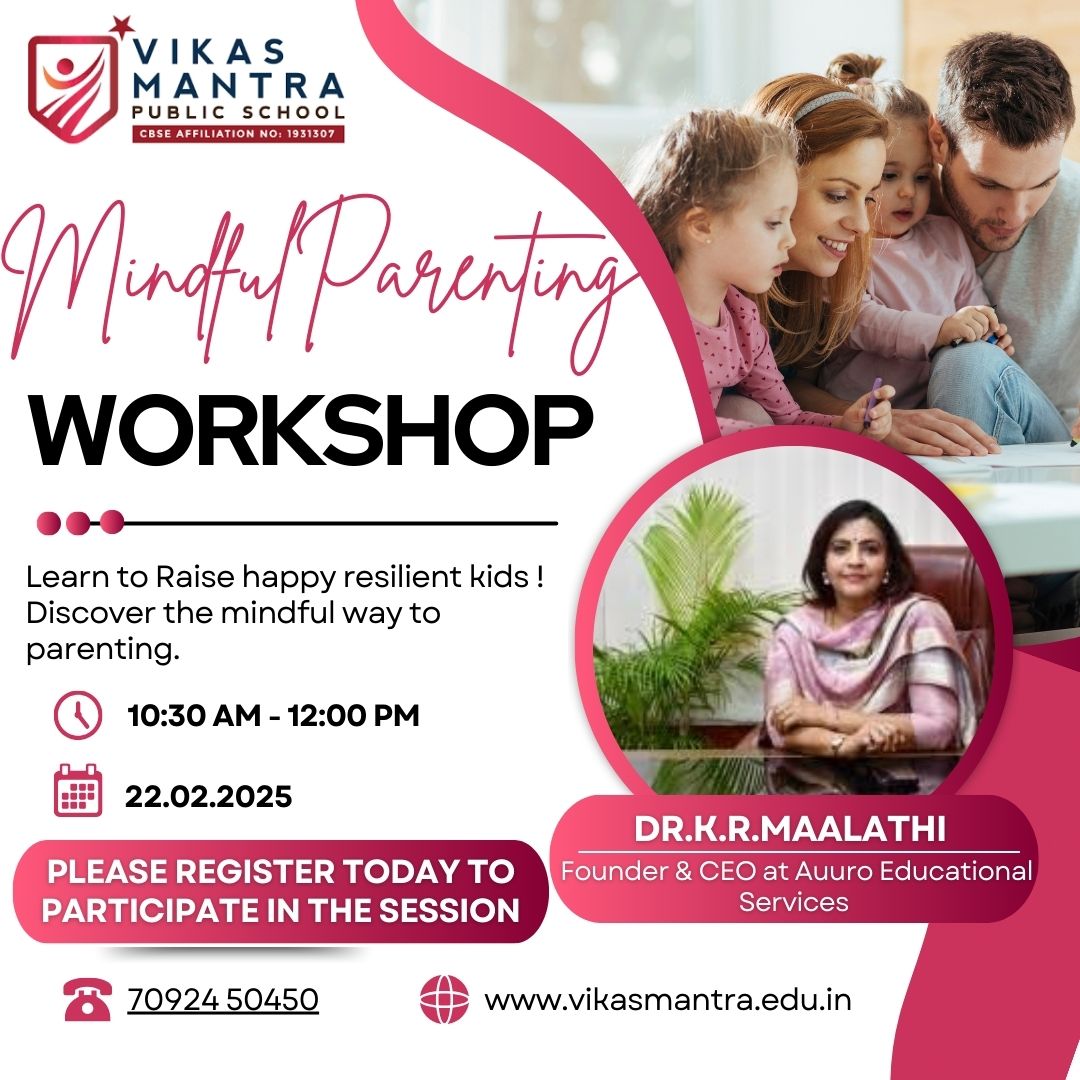 VIKAS
MANTRA
PUBLIC SCHOOL
CBSE AFFILIATION NO: 1931307
Mindful Parenting
WORKSHOP
Learn to Raise happy resilient kids !
Discover the mindful way to
parenting.
10:30 AM - 12:00 PM
22.02.2025
PLEASE REGISTER TODAY TO
PARTICIPATE IN THE SESSION
DR.K.R.MAALATHI
Founder & CEO at Auuro Educational
Services
70924 50450
www.vikasmantra.edu.in